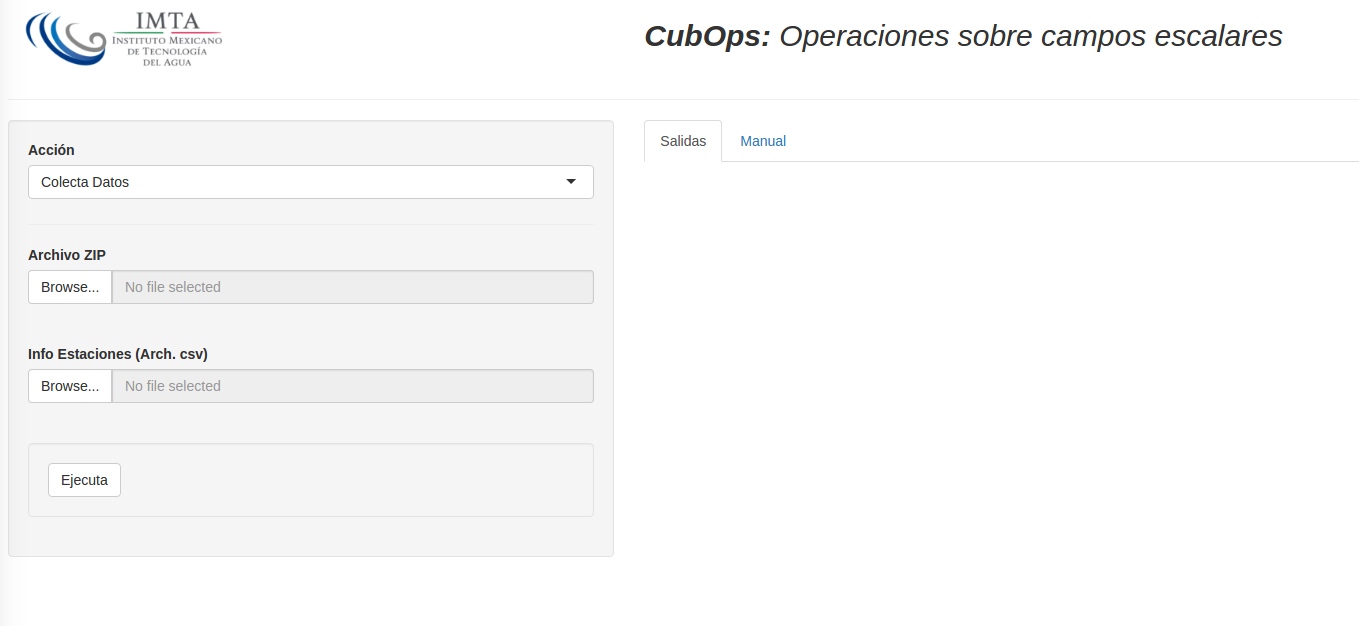 IMTA
INSTITUTO MEXICANO
DE TECNOLOGÍA
DEL AGUA
CubOps: Operaciones sobre campos escalares
Acción
Colecta Datos
Archivo ZIP
Browse... No file selected
Info Estaciones (Arch. csv)
Browse... No file selected
Ejecuta
Salidas Manual